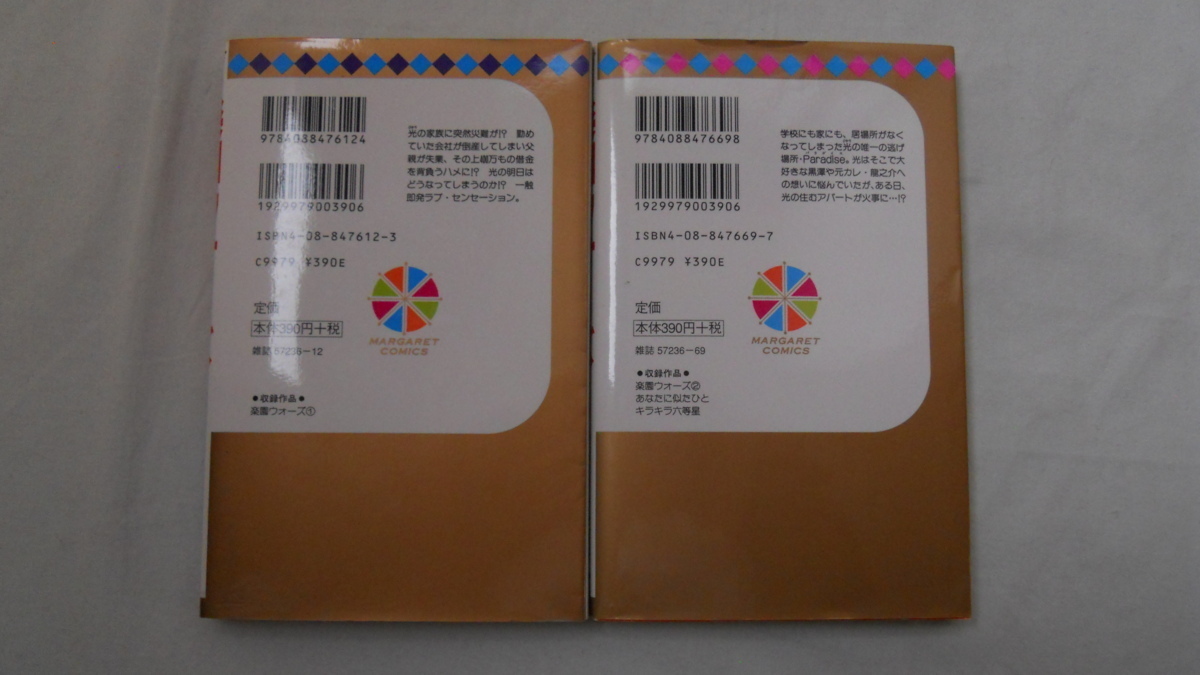 9784088476124
1929979003906
ISBN4-08-847612-3
C9979 ¥390E
光の家族に突然災難が!? 勤め
ていた会社が倒産してしまい父
親が失業、その上幾万もの借金
を背負うハメに!? 光の明日は
どうなってしまうのか!? 一触
即発ラブ・センセーション。
定価
本体390円+税
雑誌 57236-12
MARGARET
COMICS
●収録作品●
楽園ウォーズ①
9784088476698
1929979003906
ISBN4-08-847669-7
C9979 ¥390E
学校にも家にも、居場所がなく
なってしまった光の唯一の逃げ
場所・Paradise。光はそこで大
好きな黒澤や元カレ・龍之介へ
の想いに悩んでいたが、ある日、
光の住むアパートが火事に…!?
定価
本体390円+税
雑誌 57236-69
MARGARET
COMICS
●収録作品●
楽園ウォーズ②
あなたに似たひと
キラキラ六等星